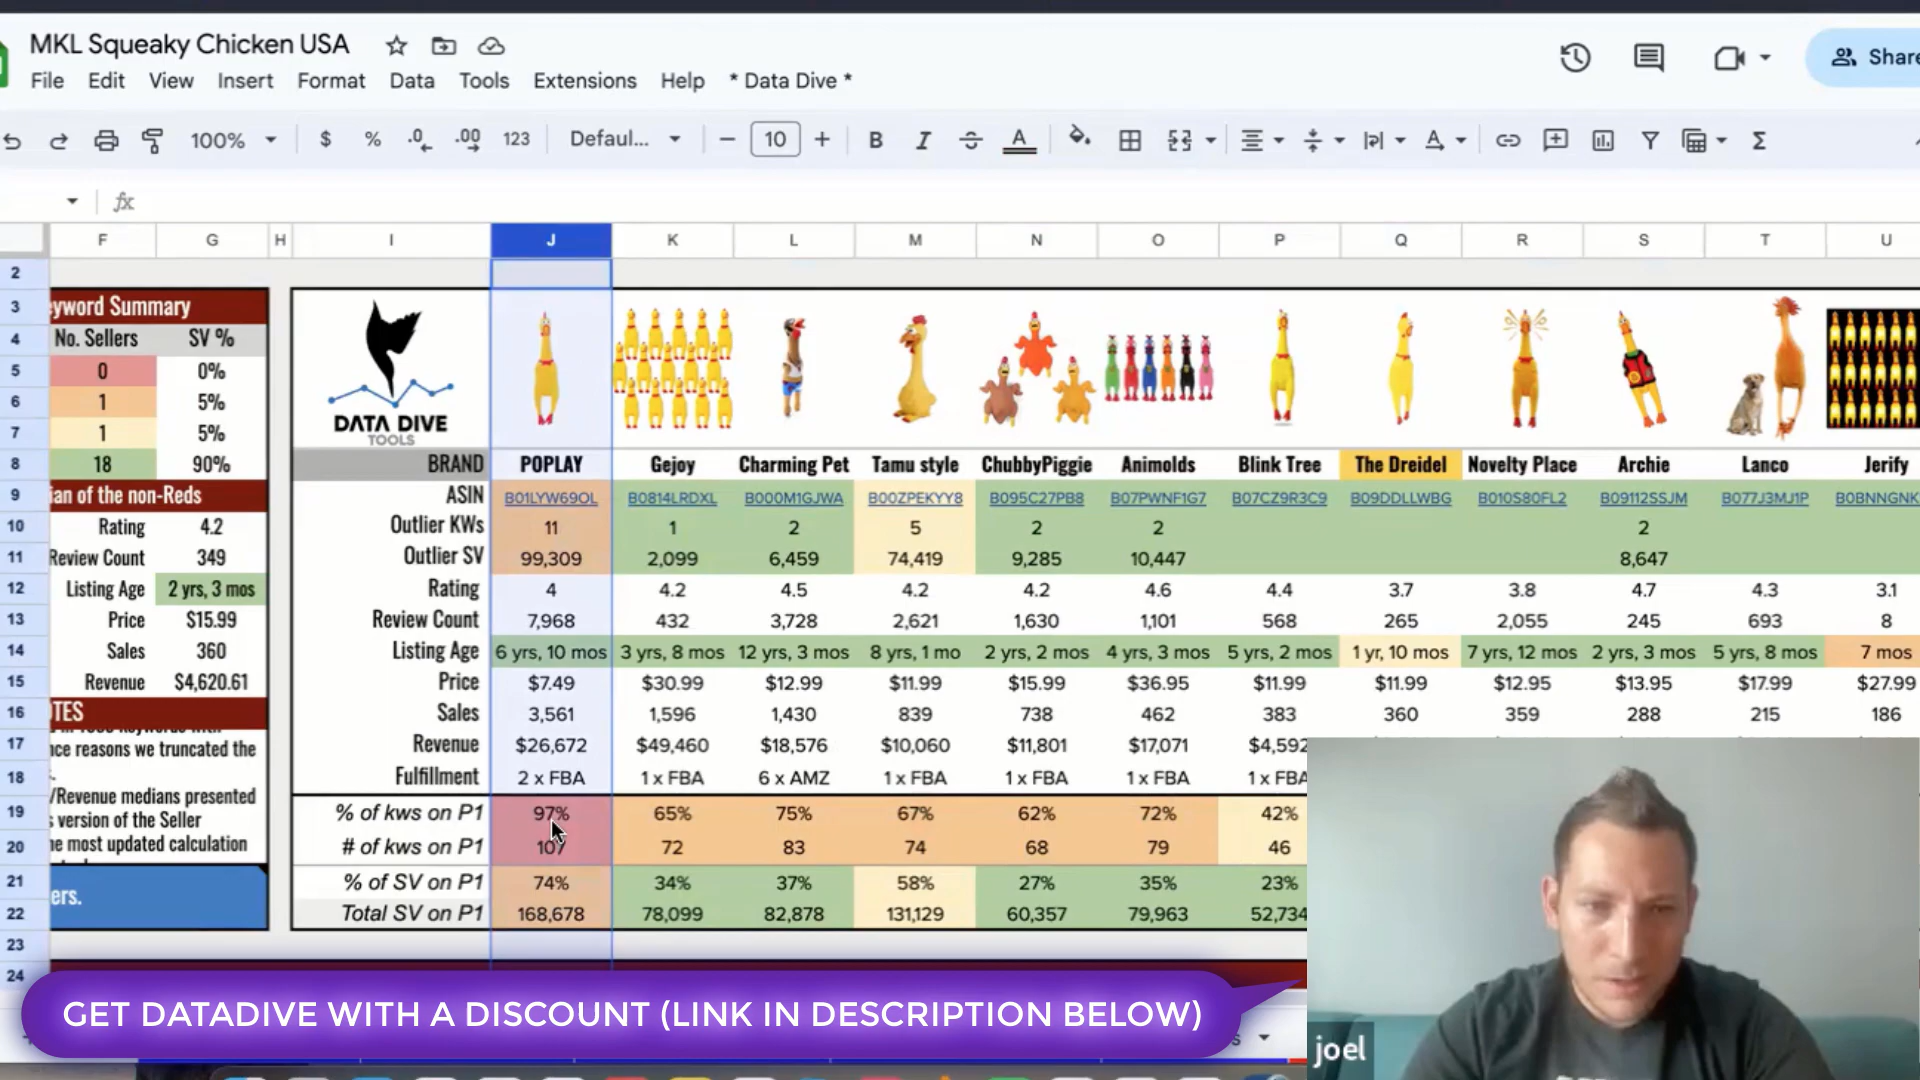 MKL Squeaky Chicken USA
File Edit View Insert Format Data Tools Extensions Help * Data Dive *
Share
100% $ % .0 .00 123 Defaul... 10 B I A A Σ
fx
F G H I J K L M N O P Q R S T U
2
3
4
5
6
7
8
9
10
11
12
13
14
15
16
17
18
19
20
21
22
23
24
eyword Summary
No. Sellers SV %
0 0%
1 5%
1 5%
18 90%
ian of the non-Reds
Rating 4.2
Review Count 349
Listing Age 2 yrs, 3 mos
Price $15.99
Sales 360
Revenue $4,620.61
OTES
nce reasons we truncated the
s.
/Revenue medians presented
s version of the Seller
he most updated calculation
ers.
DATA DIVE
TOOLS
BRAND POPLAY Gejoy Charming Pet Tamu style ChubbyPiggie Animolds Blink Tree The Dreidel Novelty Place Archie Lanco Jerify
ASIN B01LYW69OL B0814LRDXL B000M1GJWA B00ZPEKYY8 B095C27PB8 B07PWNF1G7 B07CZ9R3C9 B09DDLLWBG B010S80FL2 B09112SSJM B077J3MJ1P B0BNNGNK
Outlier KWs 11 1 2 5 2 2 2
Outlier SV 99,309 2,099 6,459 74,419 9,285 10,447 8,647
Rating 4 4.2 4.5 4.2 4.2 4.6 4.4 3.7 3.8 4.7 4.3 3.1
Review Count 7,968 432 3,728 2,621 1,630 1,101 568 265 2,055 245 693 8
Listing Age 6 yrs, 10 mos 3 yrs, 8 mos 12 yrs, 3 mos 8 yrs, 1 mo 2 yrs, 2 mos 4 yrs, 3 mos 5 yrs, 2 mos 1 yr, 10 mos 7 yrs, 12 mos 2 yrs, 3 mos 5 yrs, 8 mos 7 mos
Price $7.49 $30.99 $12.99 $11.99 $15.99 $36.95 $11.99 $11.99 $12.95 $13.95 $17.99 $27.99
Sales 3,561 1,596 1,430 839 738 462 383 360 359 288 215 186
Revenue $26,672 $49,460 $18,576 $10,060 $11,801 $17,071 $4,592
Fulfillment 2 x FBA 1 x FBA 6 x AMZ 1 x FBA 1 x FBA 1 x FBA 1 x FBA
% of kws on P1 97% 65% 75% 67% 62% 72% 42%
# of kws on P1 107 72 83 74 68 79 46
% of SV on P1 74% 34% 37% 58% 27% 35% 23%
Total SV on P1 168,678 78,099 82,878 131,129 60,357 79,963 52,734
GET DATADIVE WITH A DISCOUNT (LINK IN DESCRIPTION BELOW)
joel